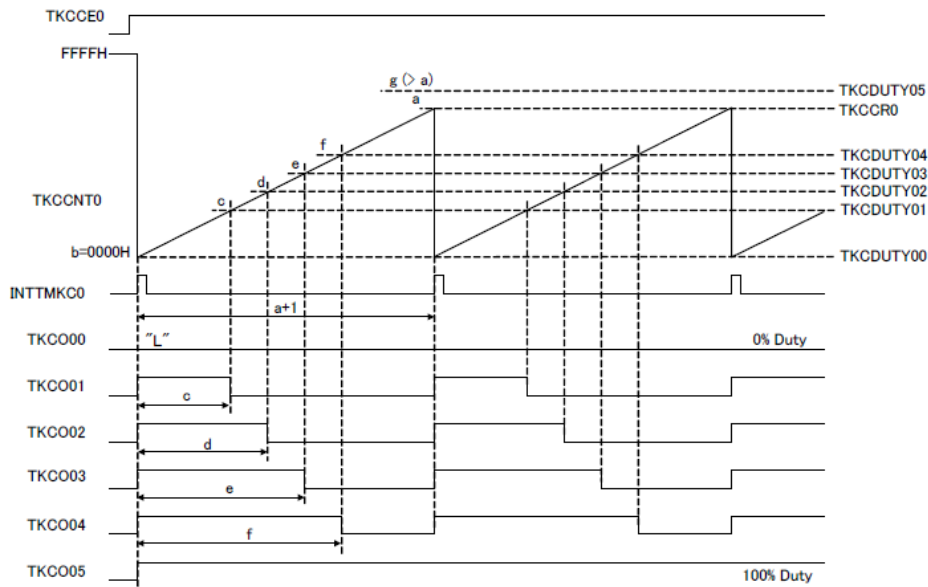 TKCCE0
FFFFH
g (> a)
TKCDUTY05
a
TKCCR0
f
TKCDUTY04
e
TKCDUTY03
d
TKCDUTY02
TKCCNT0
c
TKCDUTY01
b=0000H
TKCDUTY00
INTTMKC0
a+1
TKCO00
"L"
0% Duty
TKCO01
c
TKCO02
d
TKCO03
e
TKCO04
f
TKCO05
100% Duty